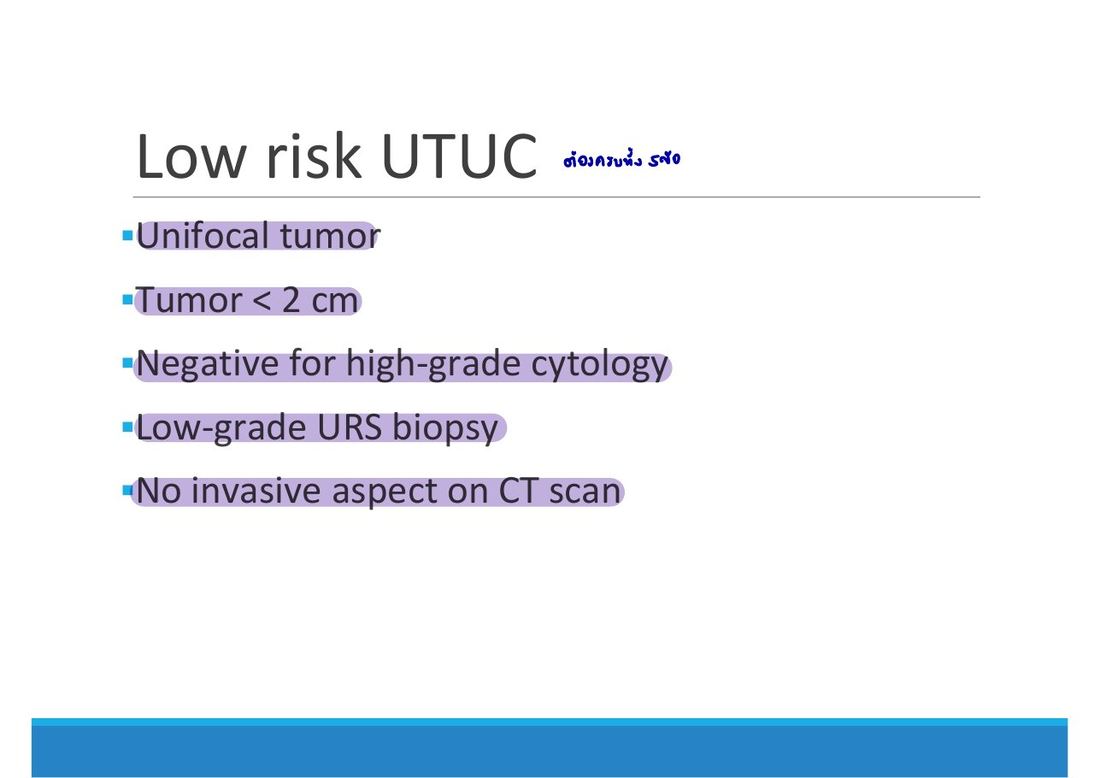 Low risk UTUC ต้องครบทั้ง 5ข้อ
▪Unifocal tumor
▪Tumor < 2 cm
▪Negative for high-grade cytology
▪Low-grade URS biopsy
▪No invasive aspect on CT scan